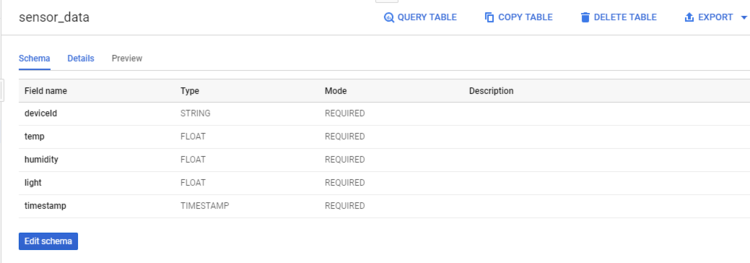 sensor_data QUERY TABLE COPY TABLE DELETE TABLE EXPORT
Schema Details Preview
Field name Type Mode Description
deviceId STRING REQUIRED
temp FLOAT REQUIRED
humidity FLOAT REQUIRED
light FLOAT REQUIRED
timestamp TIMESTAMP REQUIRED
Edit schema